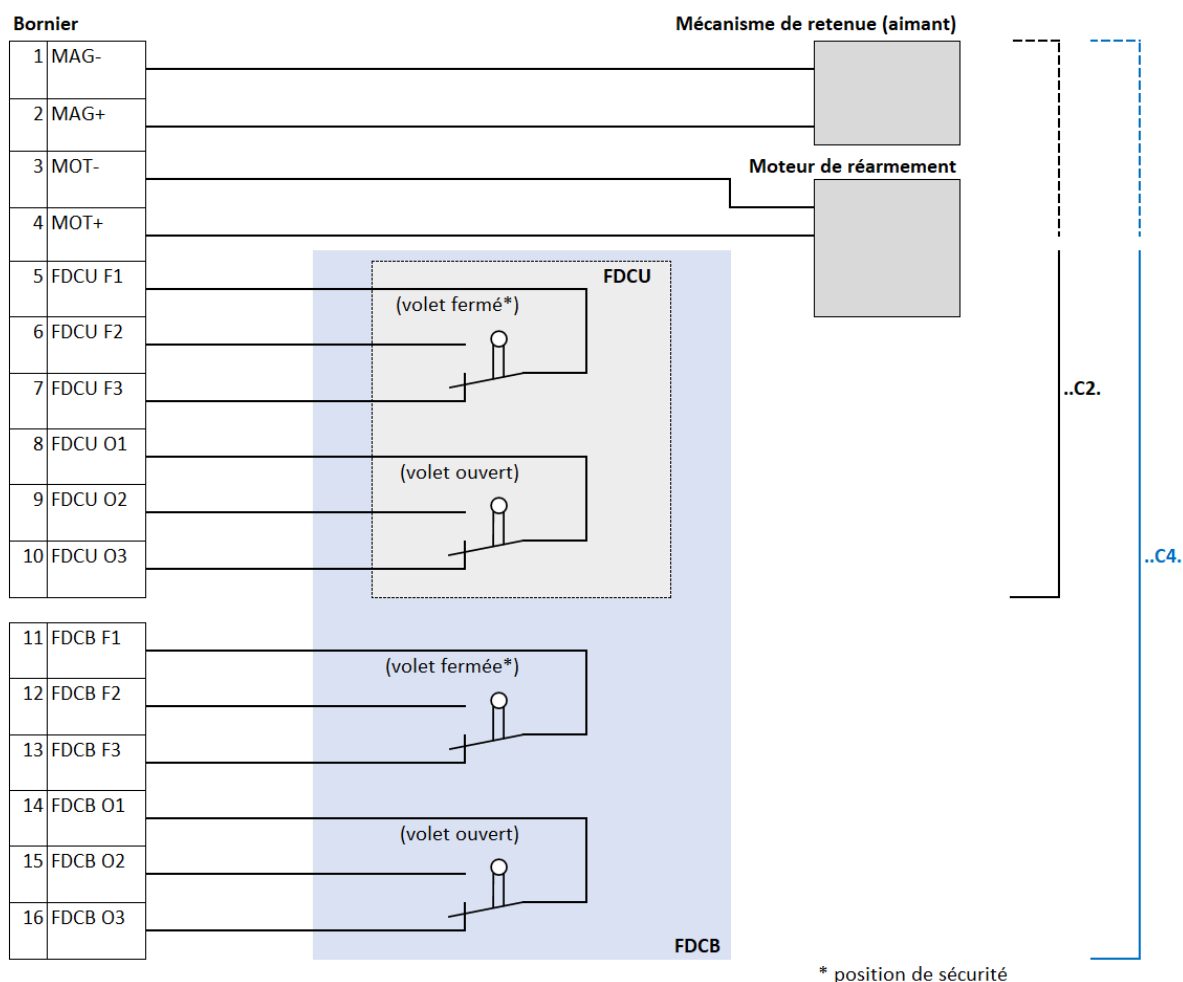 Bornier
Mécanisme de retenue (aimant)
1 MAG-
2 MAG+
3 MOT-
Moteur de réarmement
4 MOT+
5 FDCU F1
FDCU
(volet fermé*)
6 FDCU F2
7 FDCU F3
..C2.
8 FDCU O1
(volet ouvert)
9 FDCU O2
10 FDCU O3
..C4.
11 FDCB F1
(volet fermée*)
12 FDCB F2
13 FDCB F3
14 FDCB O1
(volet ouvert)
15 FDCB O2
16 FDCB O3
FDCB
* position de sécurité